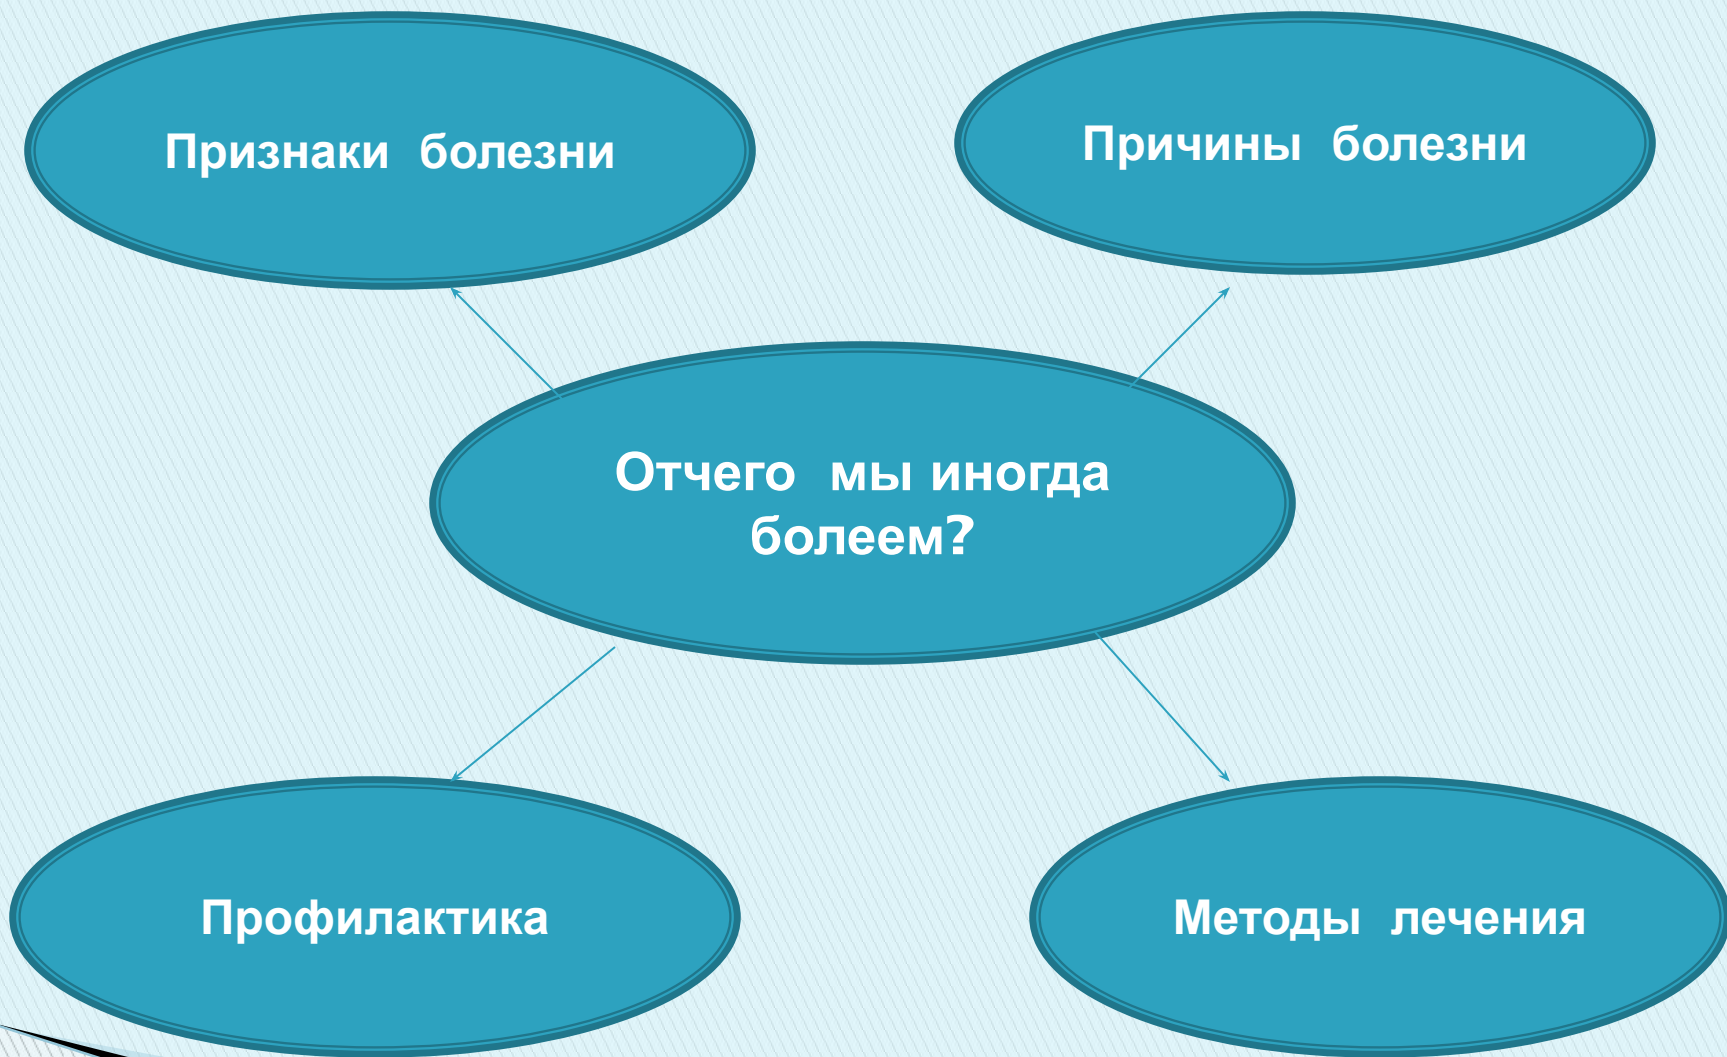 Признаки болезни
Причины болезни
Отчего мы иногда
болеем?
Профилактика
Методы лечения